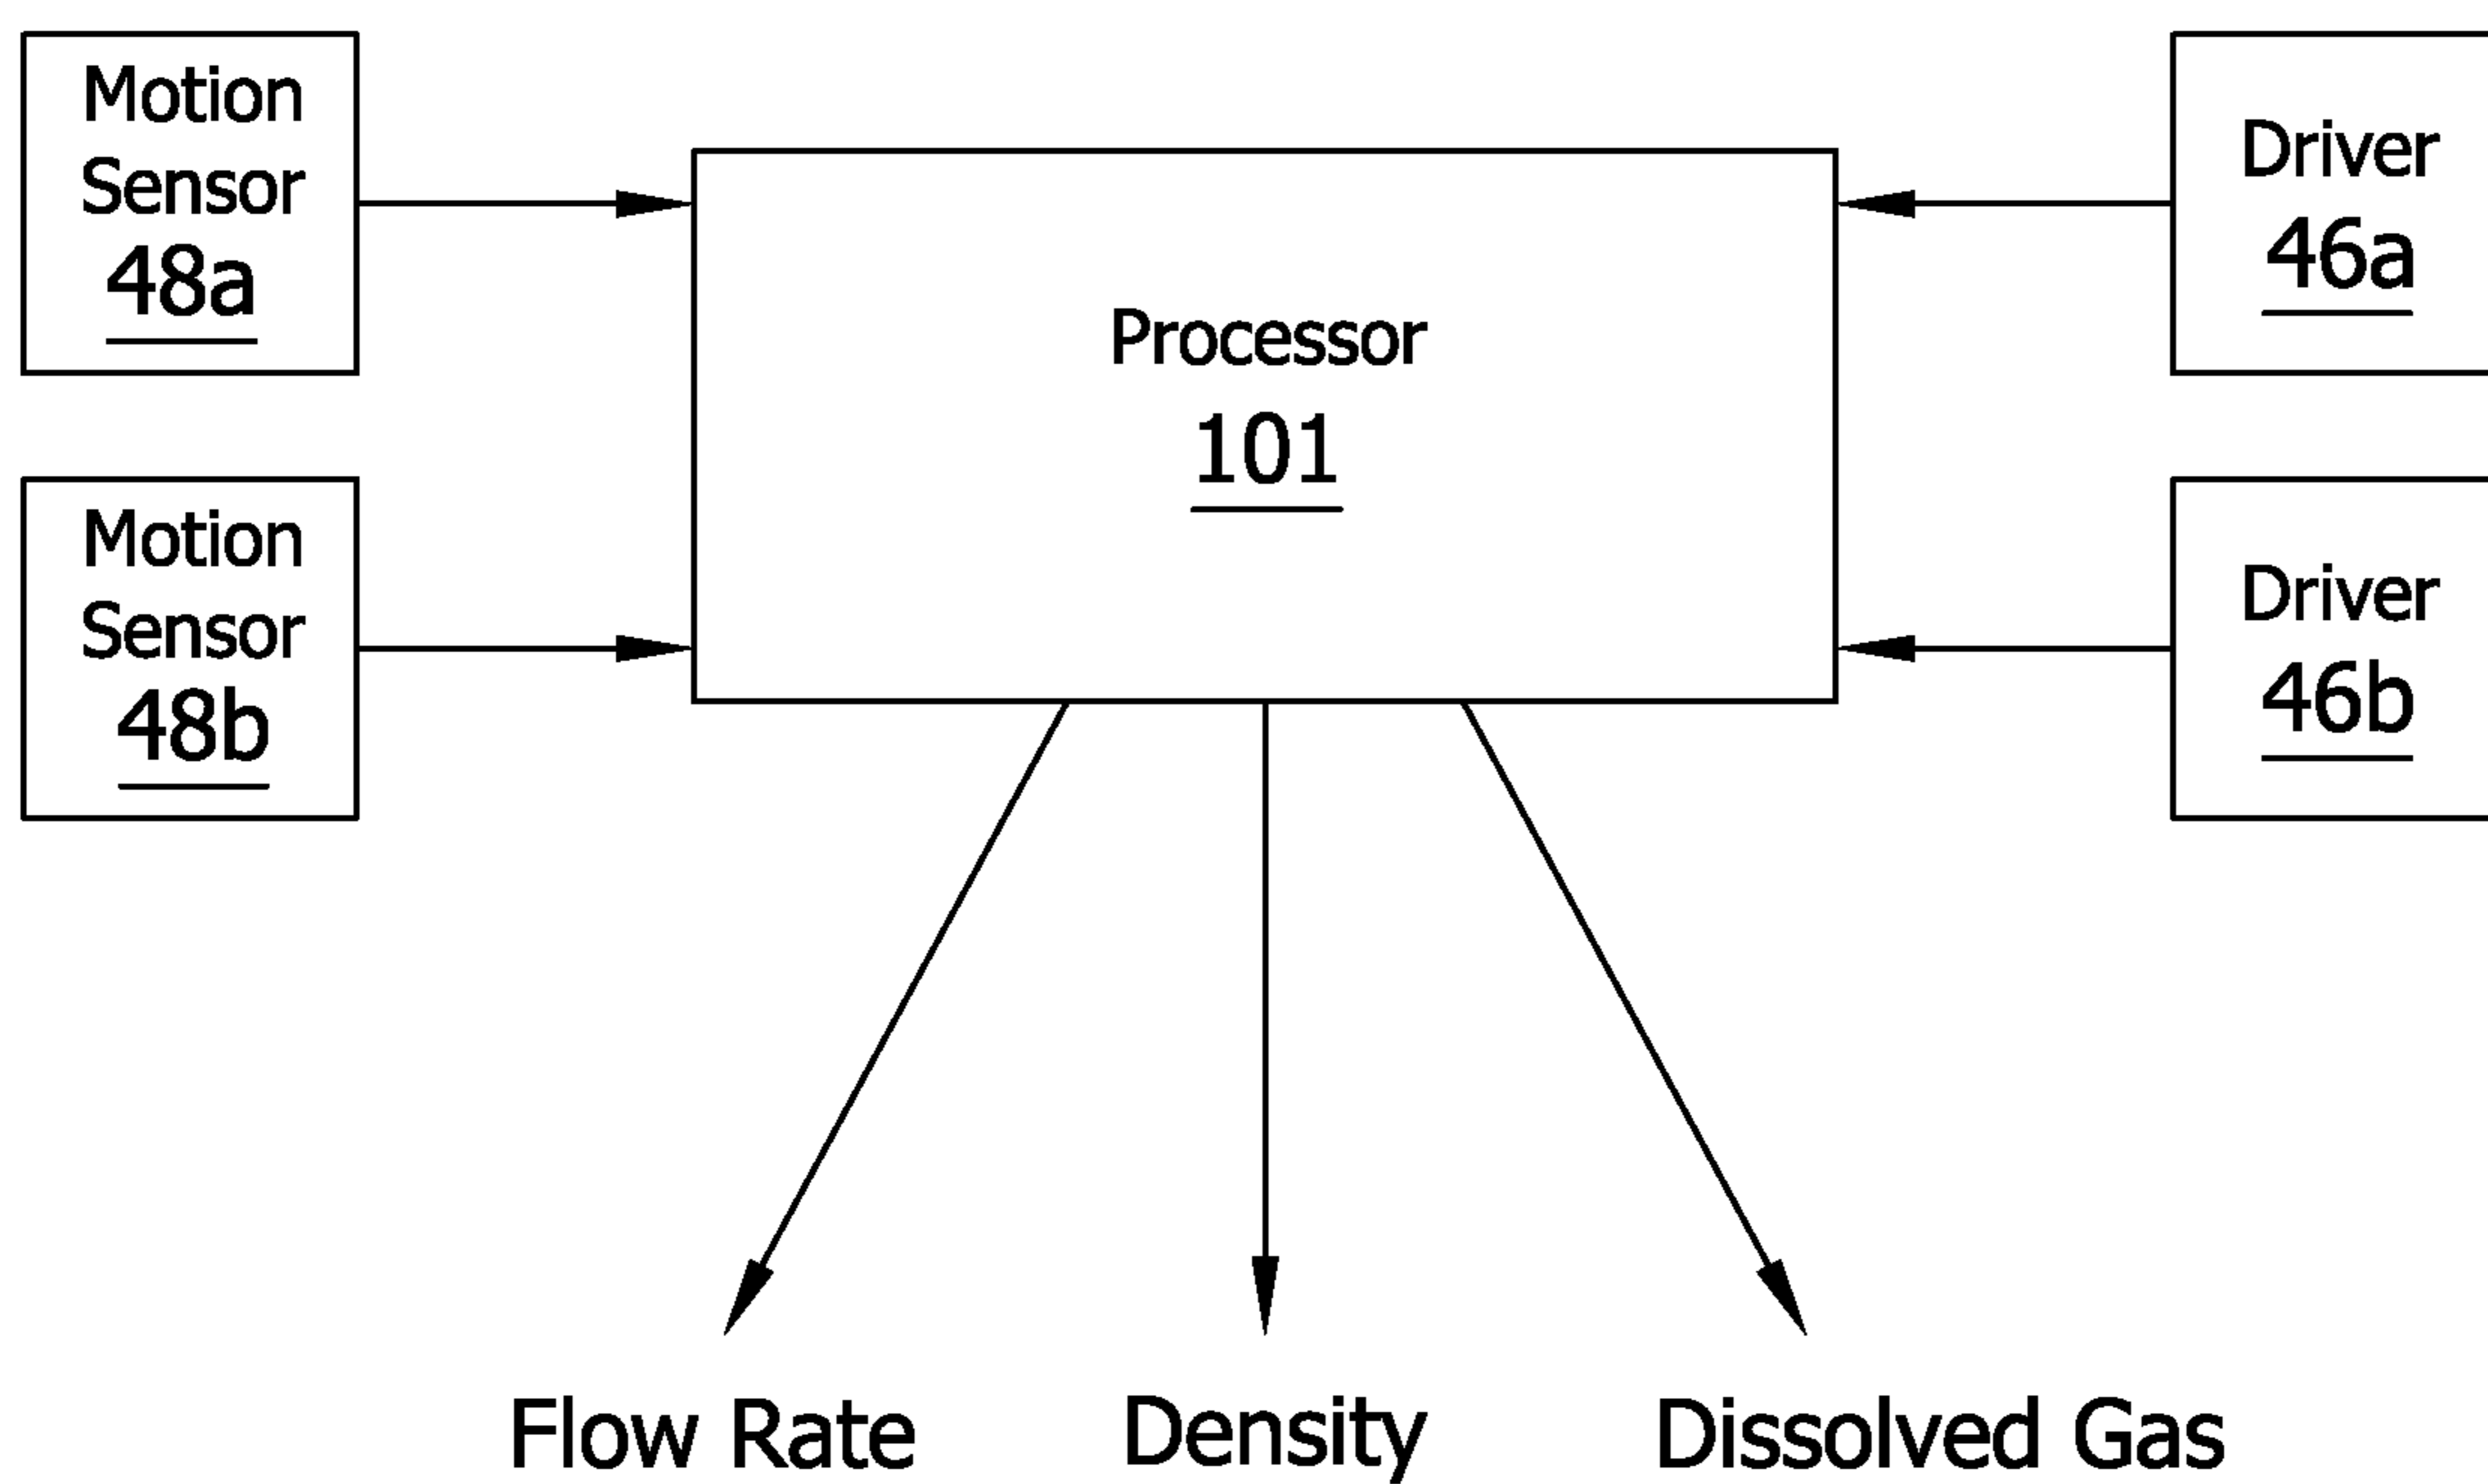 Motion
Sensor
48a
Driver
46a
Processor
101
Motion
Sensor
48b
Driver
46b
Flow Rate
Density
Dissolved Gas